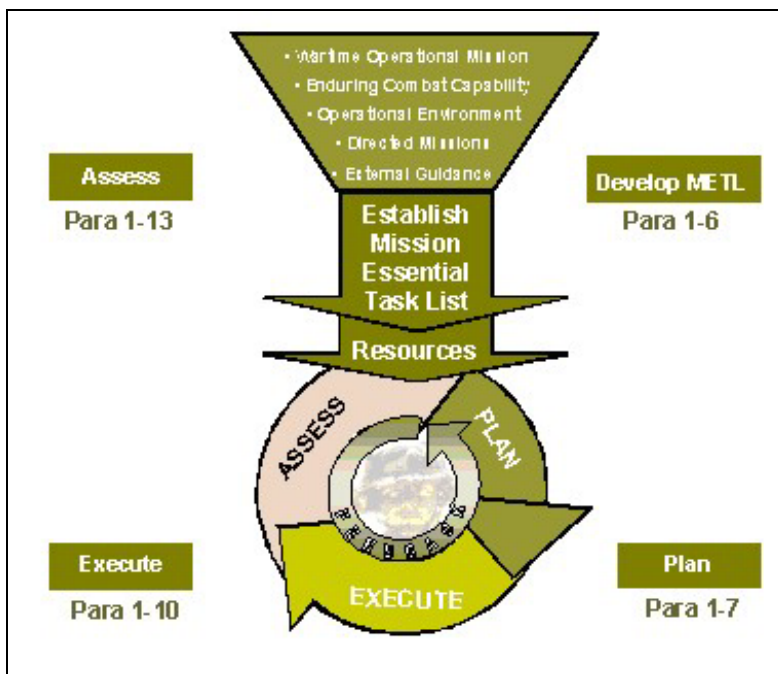 • Wartime Operational Mission
• Enduring Combat Capability
• Operational Environment
• Directed Missions
• External Guidance
Assess
Para 1-13
Develop METL
Para 1-6
Establish
Mission
Essential
Task List
Resources
ASSESS
PLAN
FEEDBACK
EXECUTE
Execute
Para 1-10
Plan
Para 1-7